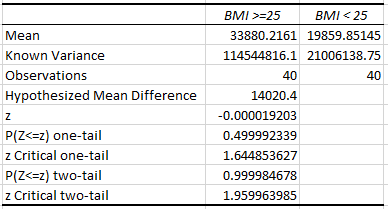 BMI >=25 BMI < 25
Mean 33880.2161 19859.85145
Known Variance 114544816.1 21006138.75
Observations 40 40
Hypothesized Mean Difference 14020.4
z -0.000019203
P(Z<=z) one-tail 0.499992339
z Critical one-tail 1.644853627
P(Z<=z) two-tail 0.999984678
z Critical two-tail 1.959963985